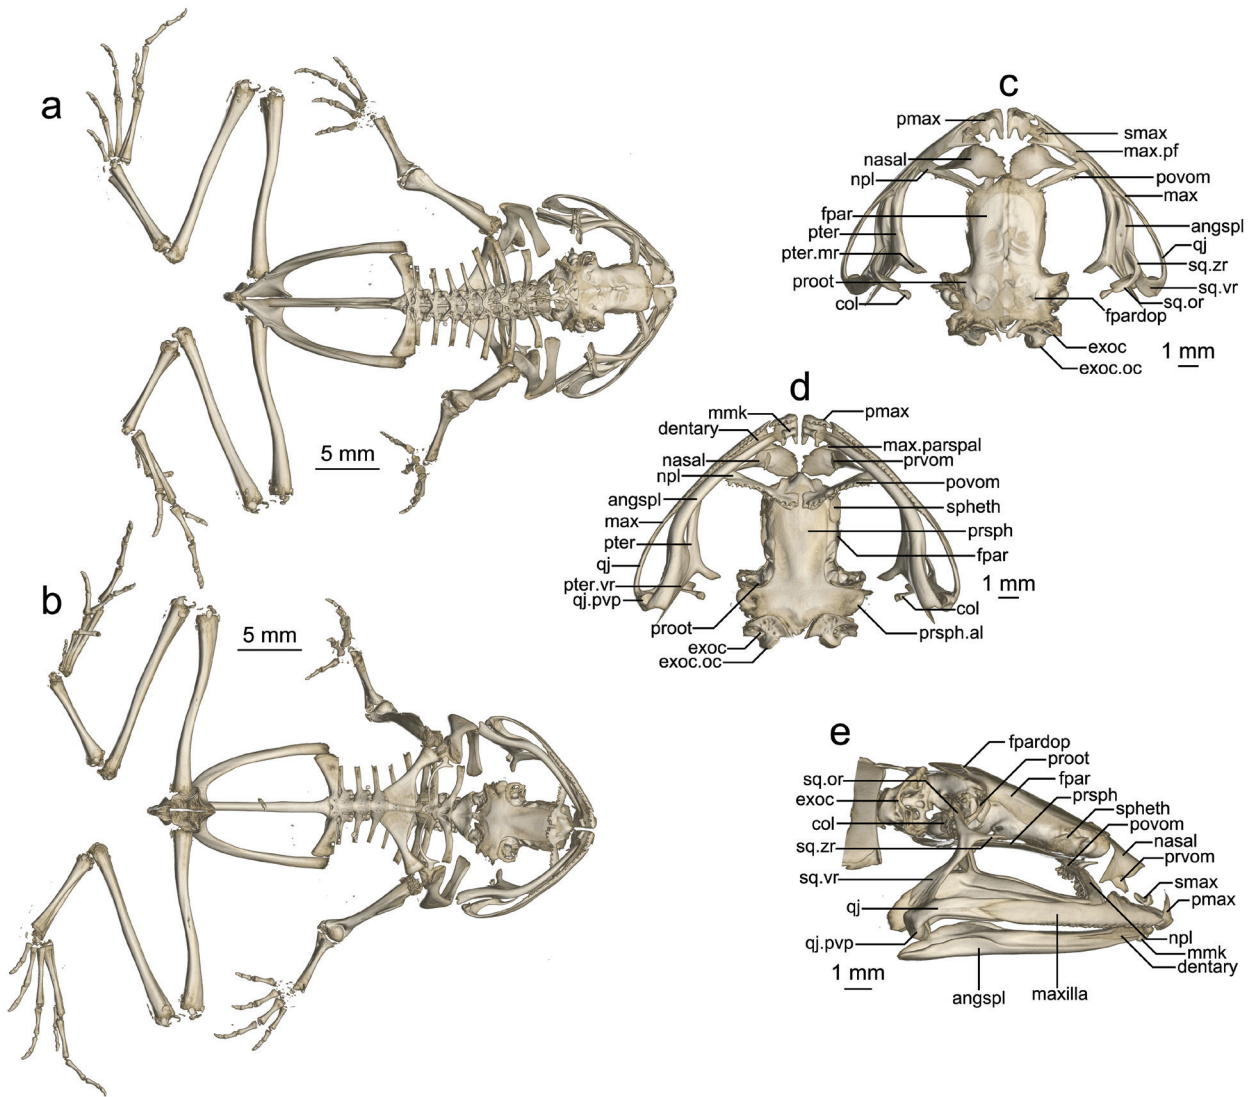 a
5 mm
b
5 mm
c
pmax
smax
max.pf
nasal
npl
povom
max
fpar
pter
angspl
pter.mr
qj
sq.zr
proot
sq.vr
col
sq.or
fpardop
exoc
exoc.oc
1 mm
d
mmk
pmax
dentary
max.parspal
nasal
prvom
npl
povom
angspl
spheth
max
prsph
pter
fpar
qj
pter.vr
qj.pvp
1 mm
col
proot
prsph.al
exoc
exoc.oc
e
fpardop
proot
sq.or
fpar
exoc
prsph
spheth
col
povom
sq.zr
nasal
prvom
sq.vr
smax
pmax
qj
npl
qj.pvp
mmk
dentary
1 mm
angspl
maxilla